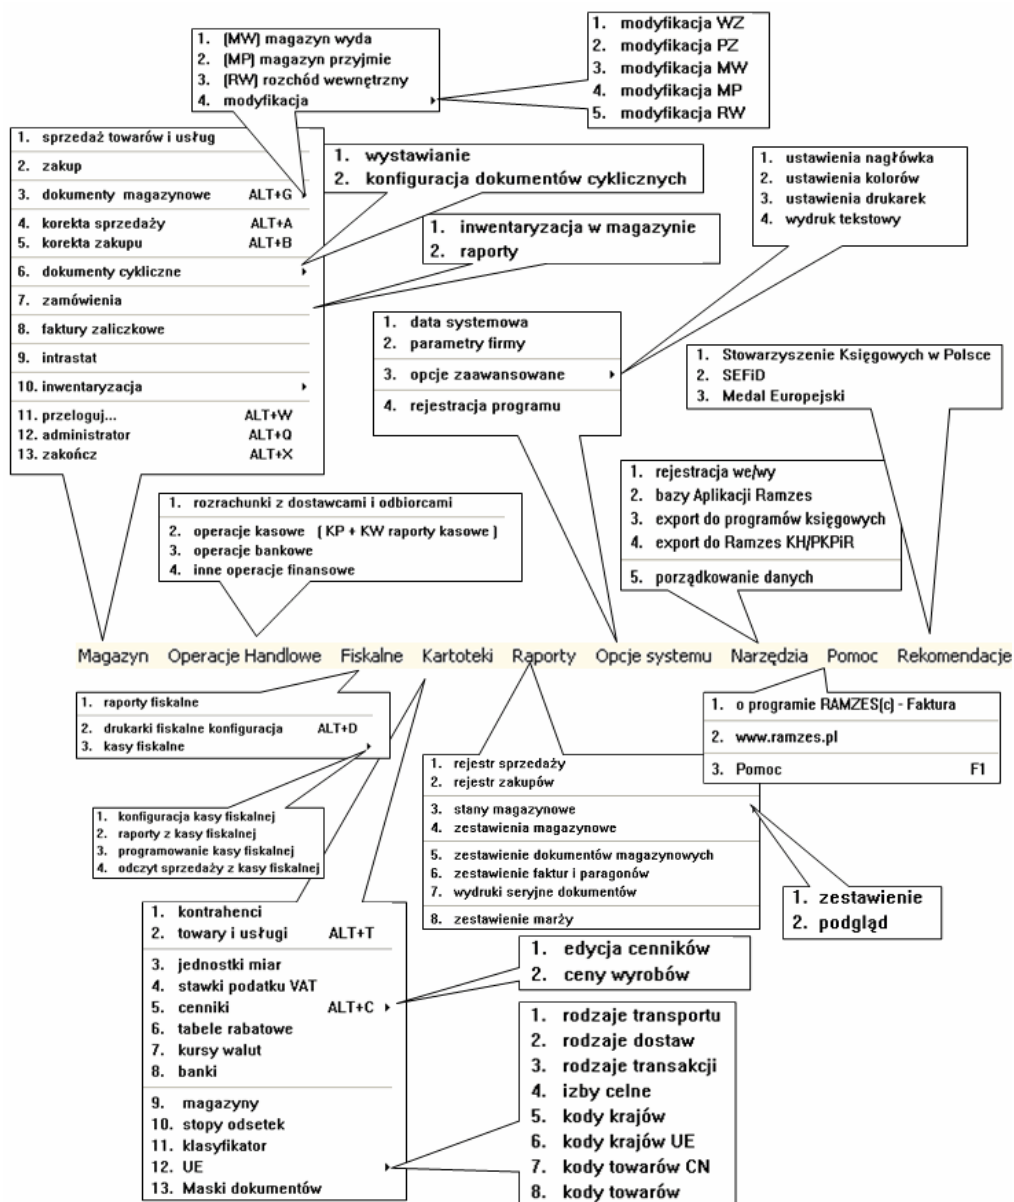 1. (MW) magazyn wyda
2. (MP) magazyn przyjmie
3. (RW) rozchód wewnętrzny
4. modyfikacja
1. modyfikacja WZ
2. modyfikacja PZ
3. modyfikacja MW
4. modyfikacja MP
5. modyfikacja RW
1. sprzedaż towarów i usług
2. zakup
3. dokumenty magazynowe ALT+G
4. korekta sprzedaży ALT+A
5. korekta zakupu ALT+B
6. dokumenty cykliczne
7. zamówienia
8. faktury zaliczkowe
9. intrastat
10. inwentaryzacja
11. przeloguj... ALT+W
12. administrator ALT+Q
13. zakończ ALT+X
1. wystawianie
2. konfiguracja dokumentów cyklicznych
1. inwentaryzacja w magazynie
2. raporty
1. ustawienia nagłówka
2. ustawienia kolorów
3. ustawienia drukarek
4. wydruk tekstowy
1. data systemowa
2. parametry firmy
3. opcje zaawansowane
4. rejestracja programu
1. Stowarzyszenie Księgowych w Polsce
2. SEFiD
3. Medal Europejski
1. rozrachunki z dostawcami i odbiorcami
2. operacje kasowe ( KP + KW raporty kasowe )
3. operacje bankowe
4. inne operacje finansowe
1. rejestracja we/wy
2. bazy Aplikacji Ramzes
3. export do programów księgowych
4. export do Ramzes KH/PKPiR
5. porządkowanie danych
Magazyn Operacje Handlowe Fiskalne Kartoteki Raporty Opcje systemu Narzędzia Pomoc Rekomendacje
1. raporty fiskalne
2. drukarki fiskalne konfiguracja ALT+D
3. kasy fiskalne
1. konfiguracja kasy fiskalnej
2. raporty z kasy fiskalnej
3. programowanie kasy fiskalnej
4. odczyt sprzedaży z kasy fiskalnej
1. rejestr sprzedaży
2. rejestr zakupów
3. stany magazynowe
4. zestawienia magazynowe
5. zestawienie dokumentów magazynowych
6. zestawienie faktur i paragonów
7. wydruki seryjne dokumentów
8. zestawienie marży
1. o programie RAMZES(c) - Faktura
2. www.ramzes.pl
3. Pomoc F1
1. zestawienie
2. podgląd
1. kontrahenci
2. towary i usługi ALT+T
3. jednostki miar
4. stawki podatku VAT
5. cenniki ALT+C
6. tabele rabatowe
7. kursy walut
8. banki
9. magazyny
10. stopy odsetek
11. klasyfikator
12. UE
13. Maski dokumentów
1. edycja cenników
2. ceny wyrobów
1. rodzaje transportu
2. rodzaje dostaw
3. rodzaje transakcji
4. izby celne
5. kody krajów
6. kody krajów UE
7. kody towarów CN
8. kody towarów